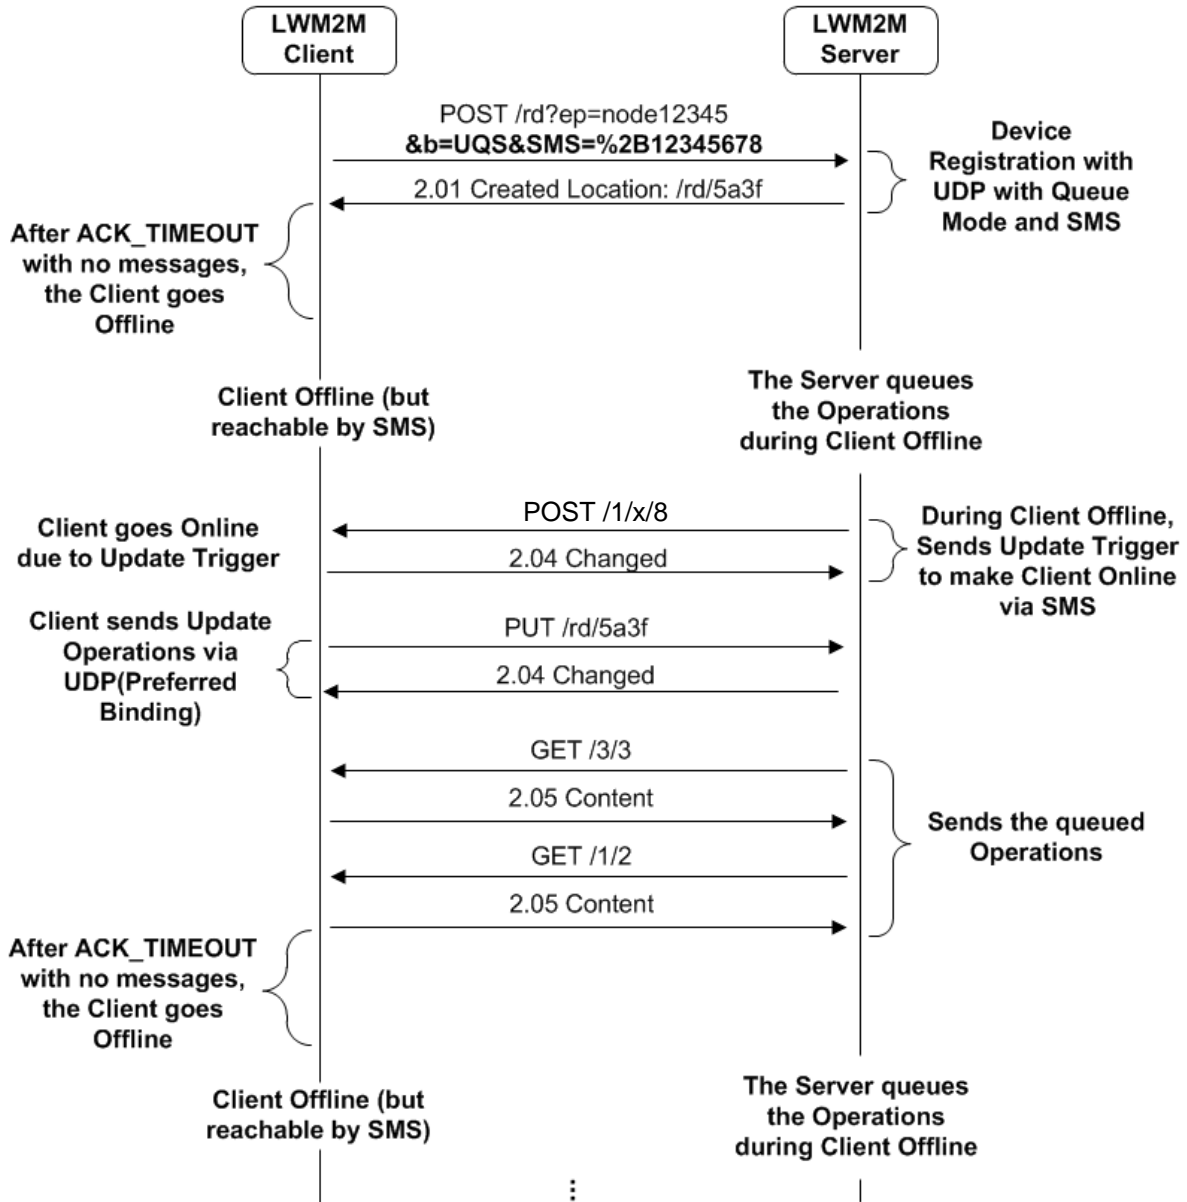 LWM2M
Client
LWM2M
Server
POST /rd?ep=node12345
&b=UQS&SMS=%2B12345678
Device
Registration with
UDP with Queue
Mode and SMS
2.01 Created Location: /rd/5a3f
After ACK_TIMEOUT
with no messages,
the Client goes
Offline
Client Offline (but
reachable by SMS)
The Server queues
the Operations
during Client Offline
POST /1/x/8
Client goes Online
due to Update Trigger
2.04 Changed
During Client Offline,
Sends Update Trigger
to make Client Online
via SMS
Client sends Update
Operations via
UDP(Preferred
Binding)
PUT /rd/5a3f
2.04 Changed
GET /3/3
2.05 Content
GET /1/2
2.05 Content
Sends the queued
Operations
After ACK_TIMEOUT
with no messages,
the Client goes
Offline
Client Offline (but
reachable by SMS)
The Server queues
the Operations
during Client Offline
⋮